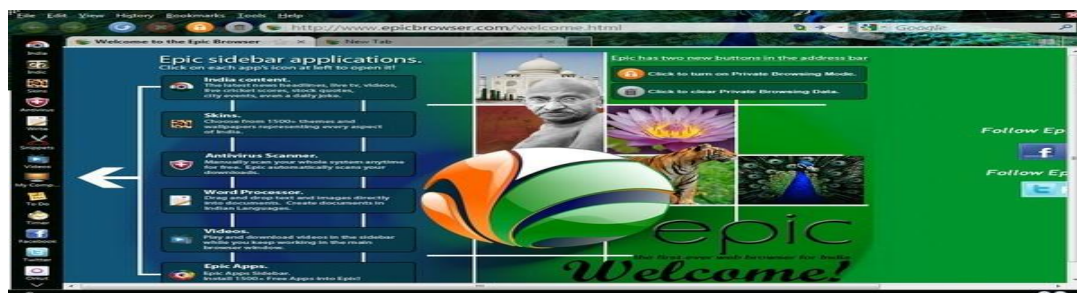 File Edit View History Bookmarks Tools Help
http://www.epicbrowser.com/welcome.html
Google
Welcome to the Epic Browser
New Tab
India
Indic
Skins
Antivirus
Write
Snippets
Videos
My Comp...
To Do
Timer
Facebook
Twitter
Epic sidebar applications.
Click on each app's icon at left to open it!
India content.
The latest news headlines, live tv, videos,
live cricket scores, stock quotes,
city events, even a daily joke.
Skins.
Choose from 1500+ themes and
wallpapers representing every aspect
of India.
Antivirus Scanner.
Manually scan your whole system anytime
for free. Epic automatically scans your
downloads.
Word Processor.
Drag and drop text and images directly
into documents. Create documents in
Indian Languages.
Videos.
Play and download videos in the sidebar
while you keep working in the main
browser window.
Epic Apps.
Epic Apps Sidebar.
Install 1500+ Free Apps into Epic!
Epic has two new buttons in the address bar
Click to turn on Private Browsing Mode.
Click to clear Private Browsing Data.
Follow Ep
f
Follow Ep
epic
the first ever web browser for India
Welcome!